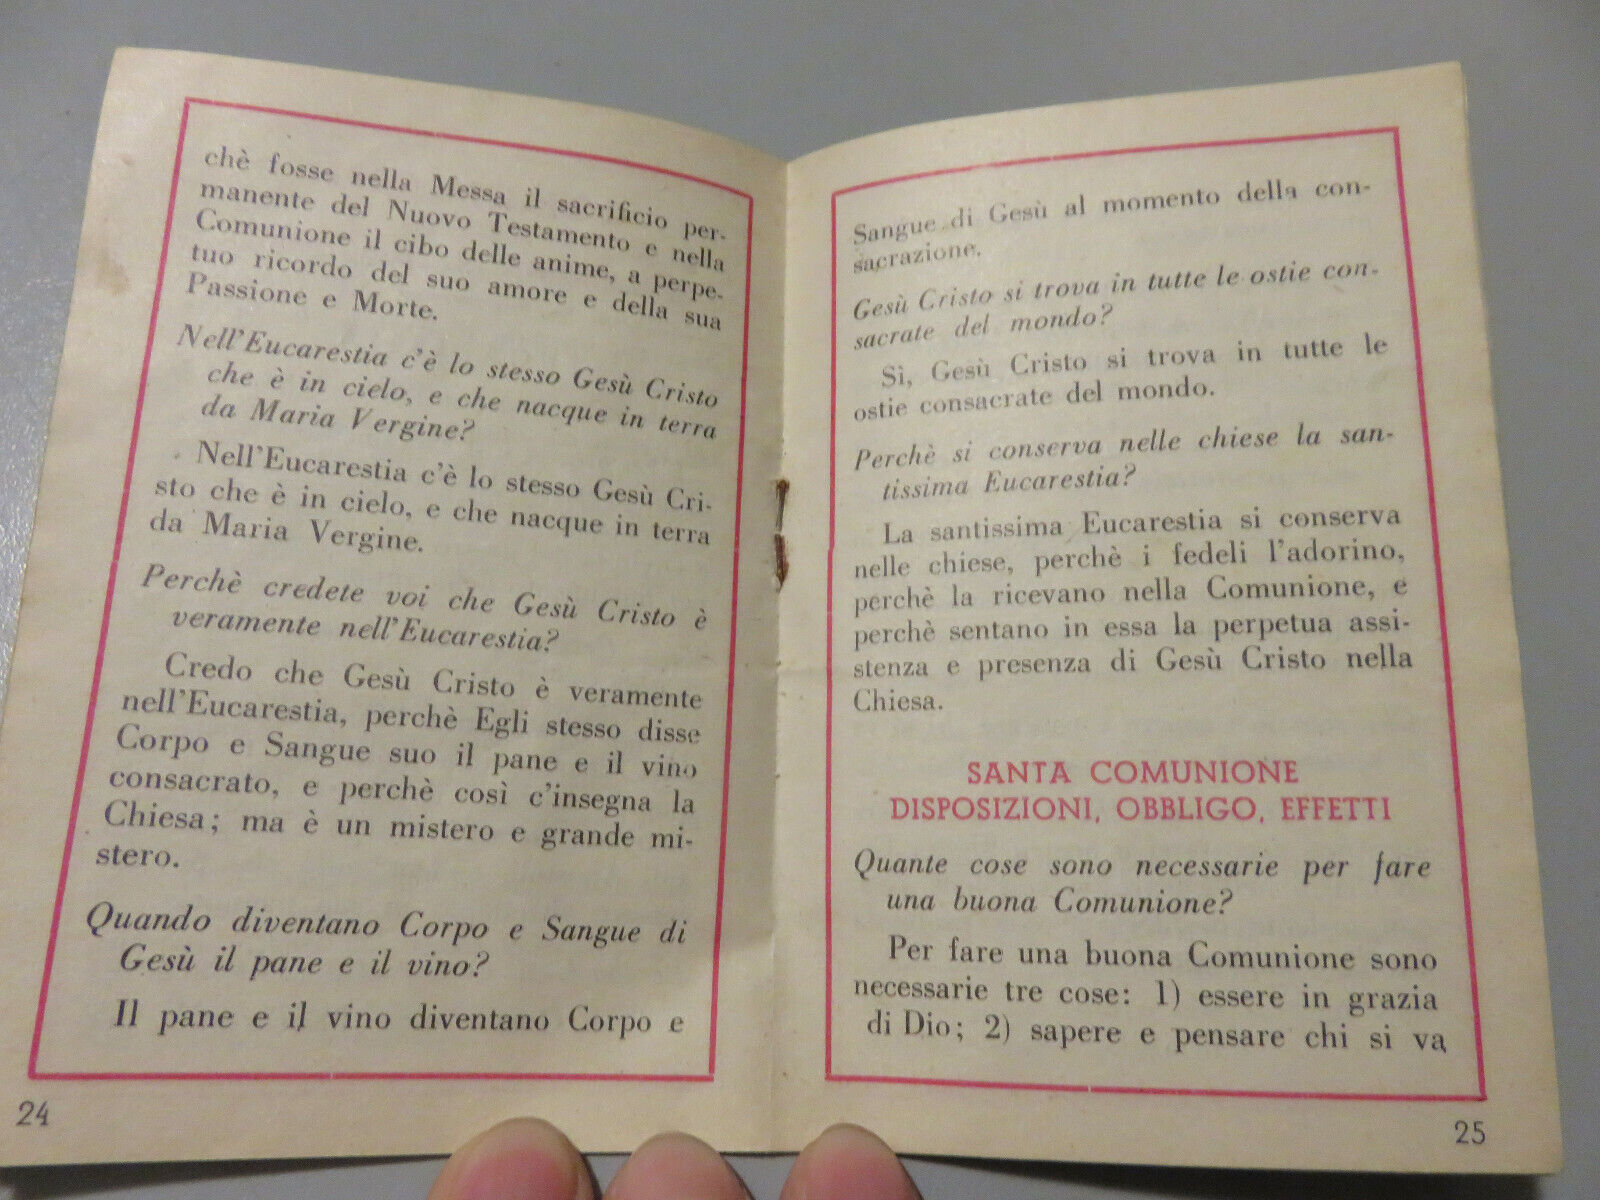 chè fosse nella Messa il sacrificio per-
manente del Nuovo Testamento e nella
Comunione il cibo delle anime, a perpe-
tuo ricordo del suo amore e della sua
Passione e Morte.
Nell'Eucarestia c'è lo stesso Gesù Cristo
che è in cielo, e che nacque in terra
da Maria Vergine?
Nell'Eucarestia c'è lo stesso Gesù Cri-
sto che è in cielo, e che nacque in terra
da Maria Vergine.
Perchè credete voi che Gesù Cristo è
veramente nell'Eucarestia?
Credo che Gesù Cristo è veramente
nell'Eucarestia, perchè Egli stesso disse
Corpo e Sangue suo il pane e il vino
consacrato, e perchè così c'insegna la
Chiesa; ma è un mistero e grande mi-
stero.
Quando diventano Corpo e Sangue di
Gesù il pane e il vino?
Il pane e il vino diventano Corpo e
24
Sangue di Gesù al momento della con-
sacrazione.
Gesù Cristo si trova in tutte le ostie con-
sacrate del mondo?
Sì, Gesù Cristo si trova in tutte le
ostie consacrate del mondo.
Perchè si conserva nelle chiese la san-
tissima Eucarestia?
La santissima Eucarestia si conserva
nelle chiese, perchè i fedeli l'adorino,
perchè la ricevano nella Comunione, e
perchè sentano in essa la perpetua assi-
stenza e presenza di Gesù Cristo nella
Chiesa.
SANTA COMUNIONE
DISPOSIZIONI, OBBLIGO, EFFETTI
Quante cose sono necessarie per fare
una buona Comunione?
Per fare una buona Comunione sono
necessarie tre cose: 1) essere in grazia
di Dio; 2) sapere e pensare chi si va
25